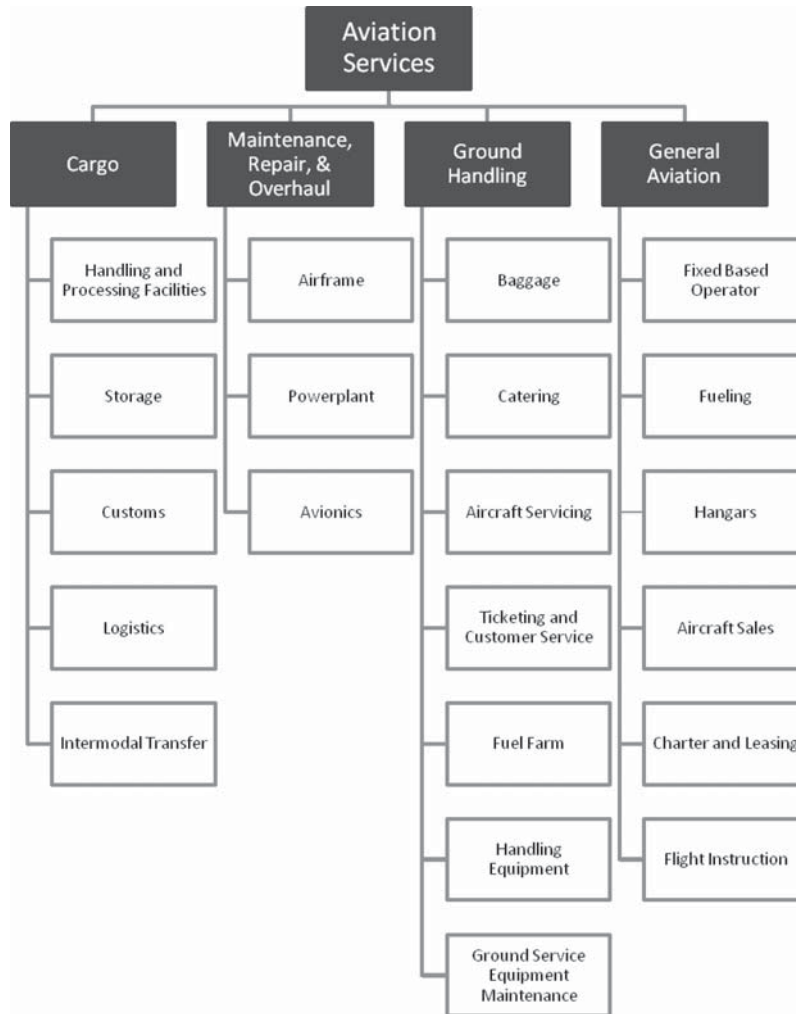 Aviation
Services
Cargo
Maintenance,
Repair, &
Overhaul
Ground
Handling
General
Aviation
Handling and
Processing Facilities
Storage
Customs
Logistics
Intermodal Transfer
Airframe
Powerplant
Avionics
Baggage
Catering
Aircraft Servicing
Ticketing and
Customer Service
Fuel Farm
Handling
Equipment
Ground Service
Equipment
Maintenance
Fixed Based
Operator
Fueling
Hangars
Aircraft Sales
Charter and Leasing
Flight Instruction